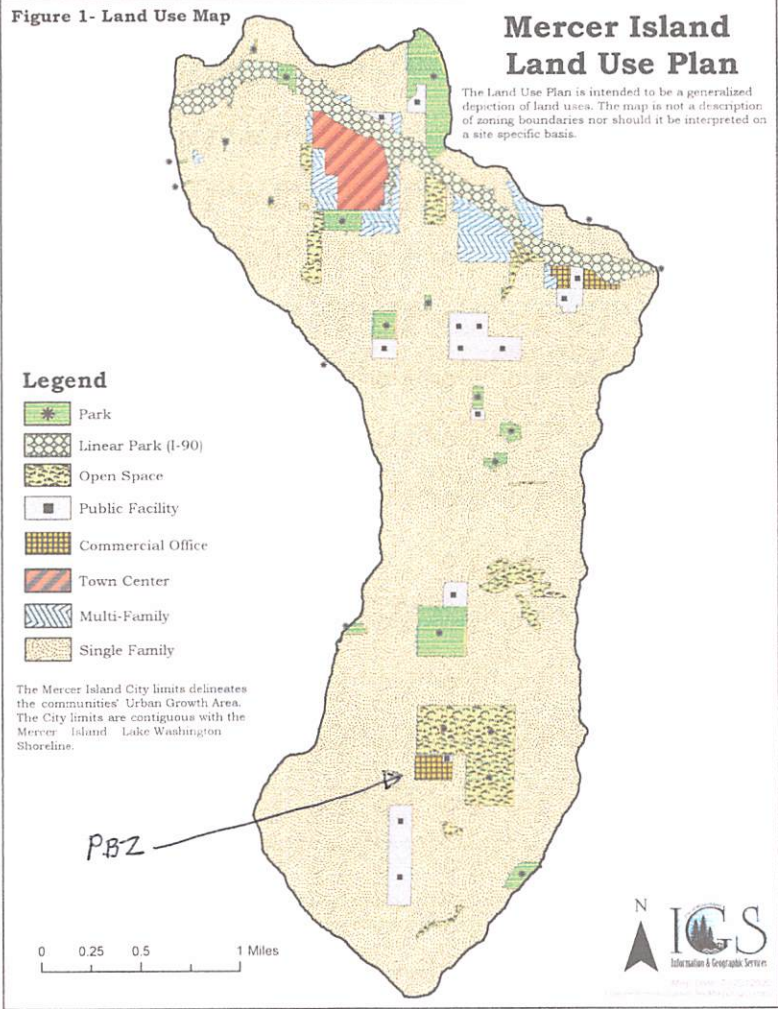 Figure 1- Land Use Map
Mercer Island
Land Use Plan
The Land Use Plan is intended to be a generalized
depiction of land uses. The map is not a description
of zoning boundaries nor should it be interpreted on
a site specific basis.
Legend
Park
Linear Park (I-90)
Open Space
Public Facility
Commercial Office
Town Center
Multi-Family
Single Family
The Mercer Island City limits delineates
the communities' Urban Growth Area.
The City limits are contiguous with the
Mercer Island Lake Washington
Shoreline.
PBZ
0 0.25 0.5 1 Miles
N
IGS
Information & Geographic Services